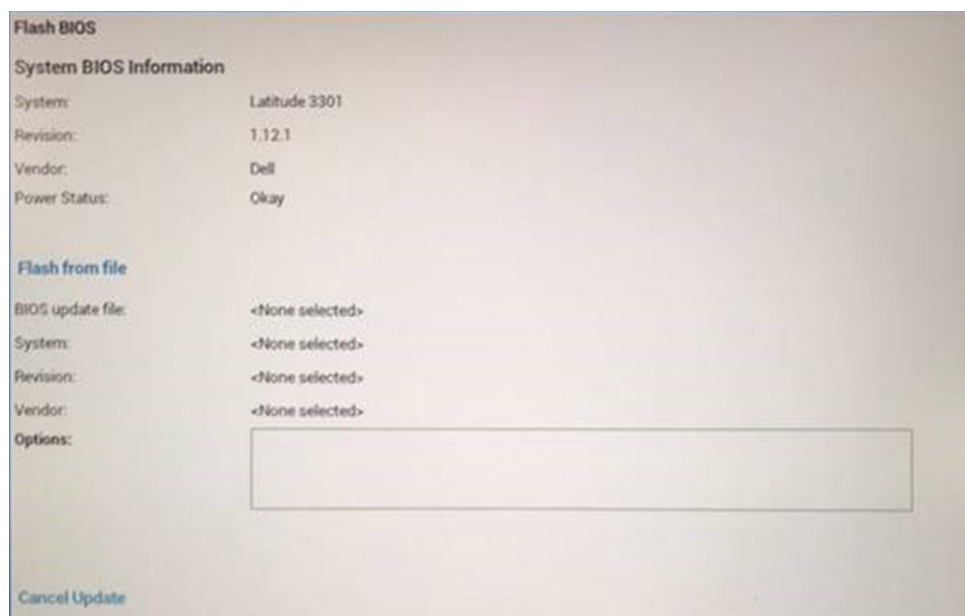 Flash BIOS
System BIOS Information
System: Latitude 3301
Revision: 1.12.1
Vendor: Dell
Power Status: Okay
Flash from file
BIOS update file: <None selected>
System: <None selected>
Revision: <None selected>
Vendor: <None selected>
Options:
Cancel Update